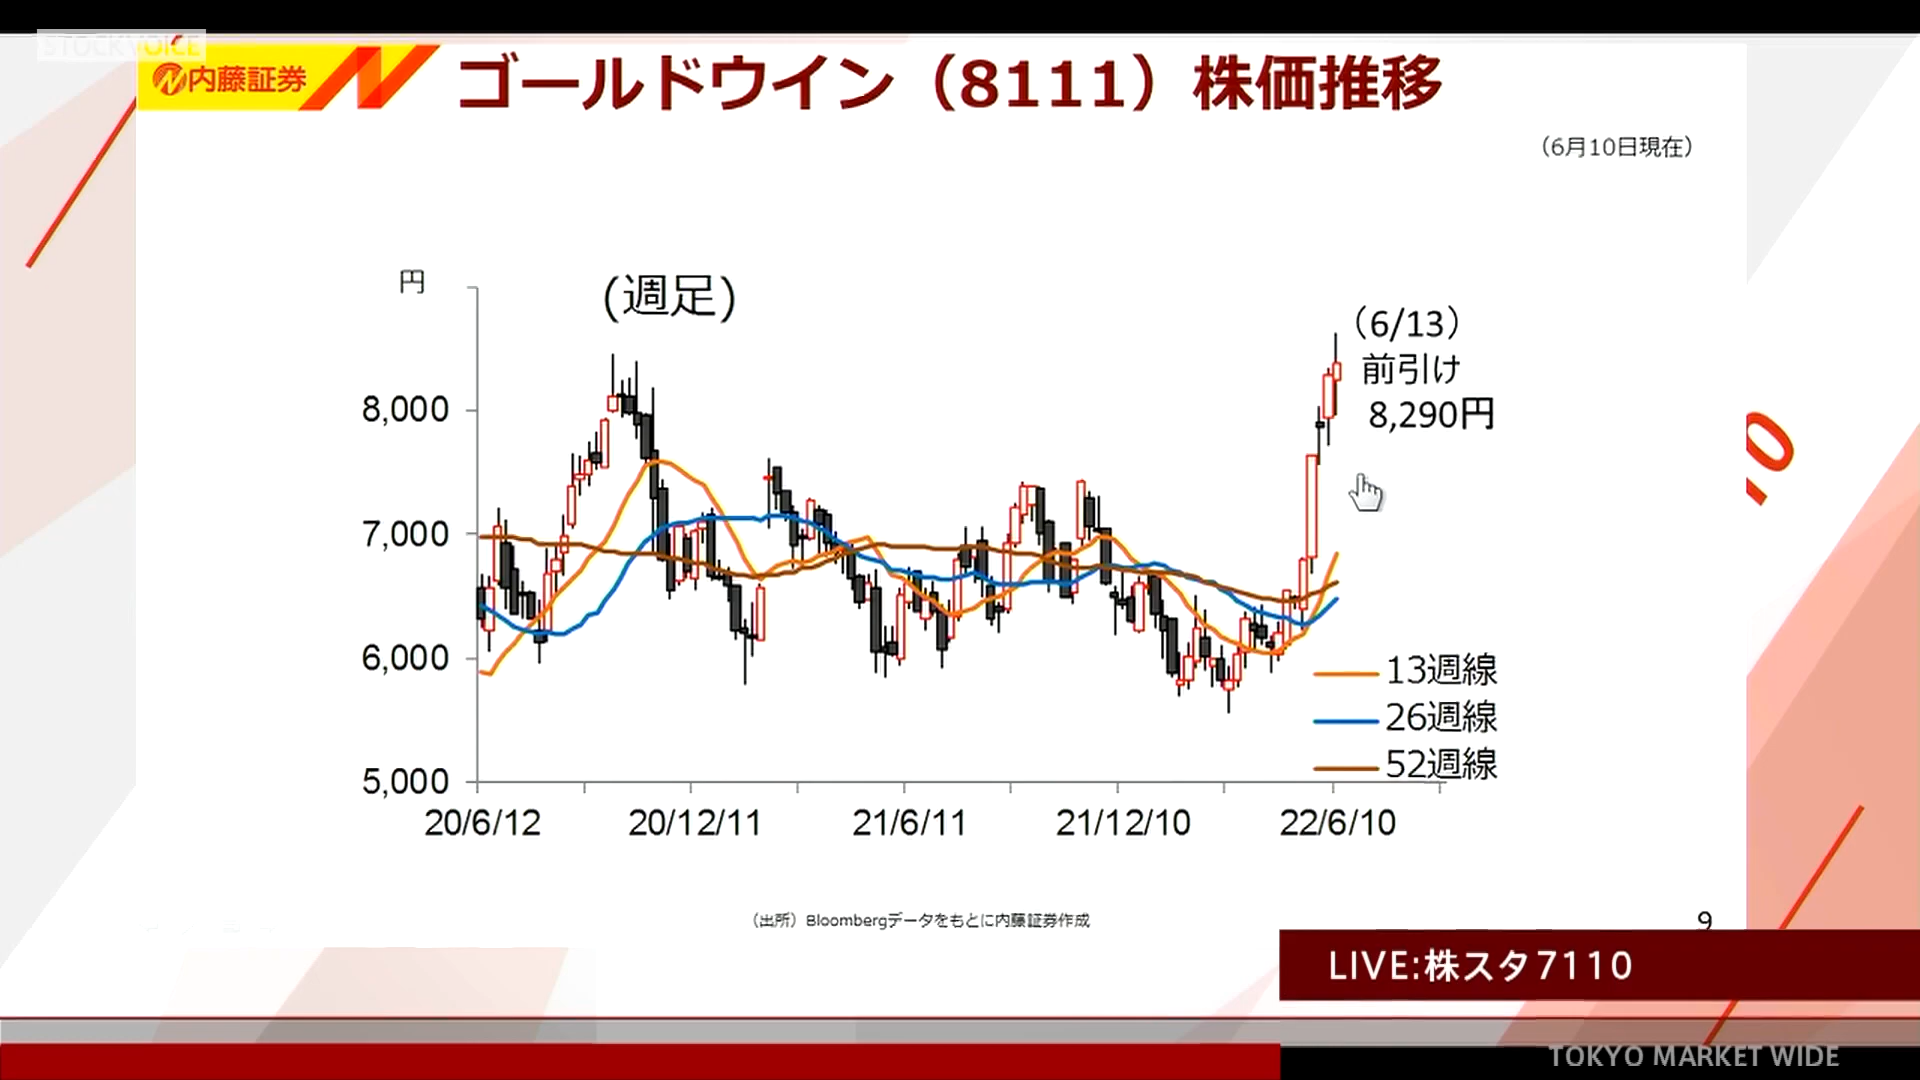 STOCKVOICE
内藤証券
ゴールドウイン（8111）株価推移
（6月10日現在）
円
(週足)
（6/13）
前引け
8,290円
8,000
7,000
6,000
5,000
13週線
26週線
52週線
20/6/12
20/12/11
21/6/11
21/12/10
22/6/10
（出所）Bloombergデータをもとに内藤証券作成
9
10
LIVE:株スタ7110
TOKYO MARKET WIDE